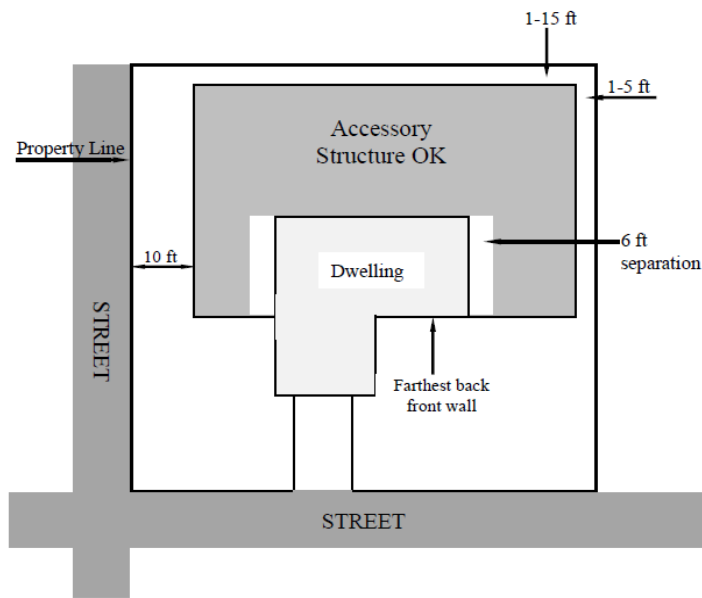 1-15 ft
1-5 ft
Accessory
Structure OK
Property Line
10 ft
Dwelling
6 ft
separation
STREET
Farthest back
front wall
STREET